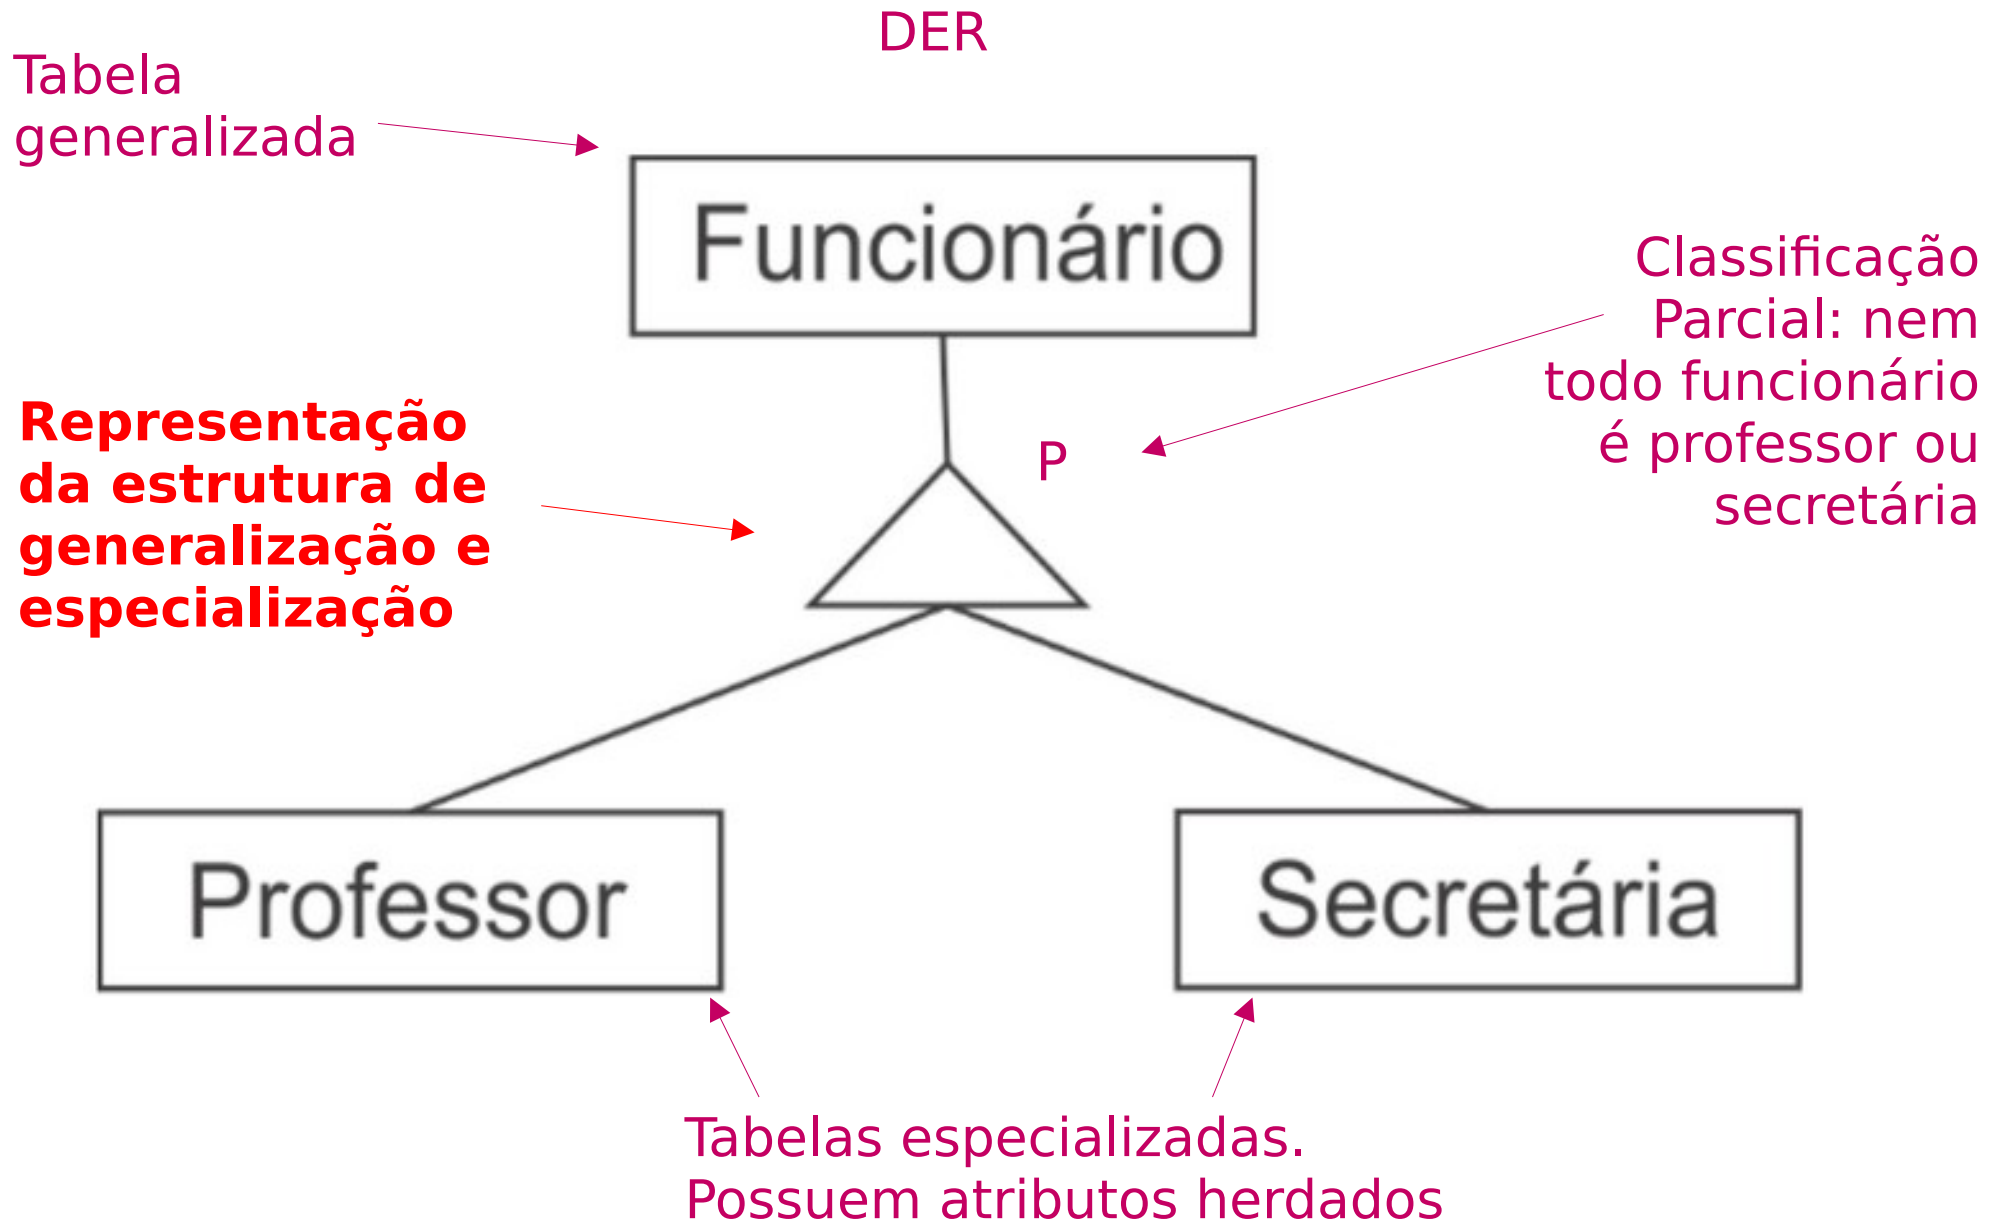 DER
Tabela
generalizada
Funcionário
Classificação
Parcial: nem
todo funcionário
é professor ou
secretária
Representação
da estrutura de
generalização e
especialização
P
Professor
Secretária
Tabelas especializadas.
Possuem atributos herdados